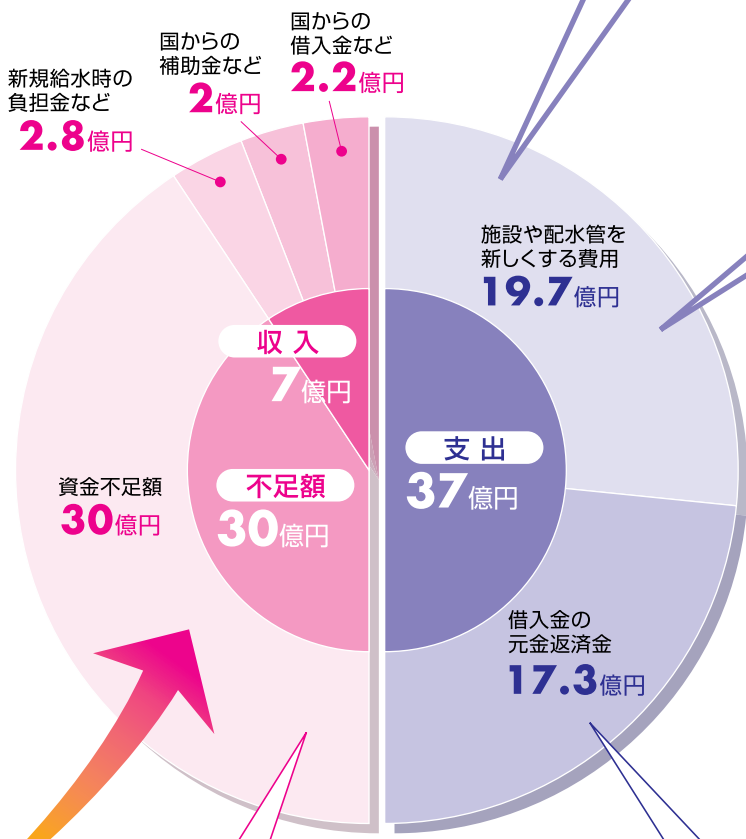 国からの
借入金など
2.2億円
国からの
補助金など
2億円
新規給水時の
負担金など
2.8億円
施設や配水管を
新しくする費用
19.7億円
収入
7億円
支出
37億円
資金不足額
30億円
不足額
30億円
借入金の
元金返済金
17.3億円